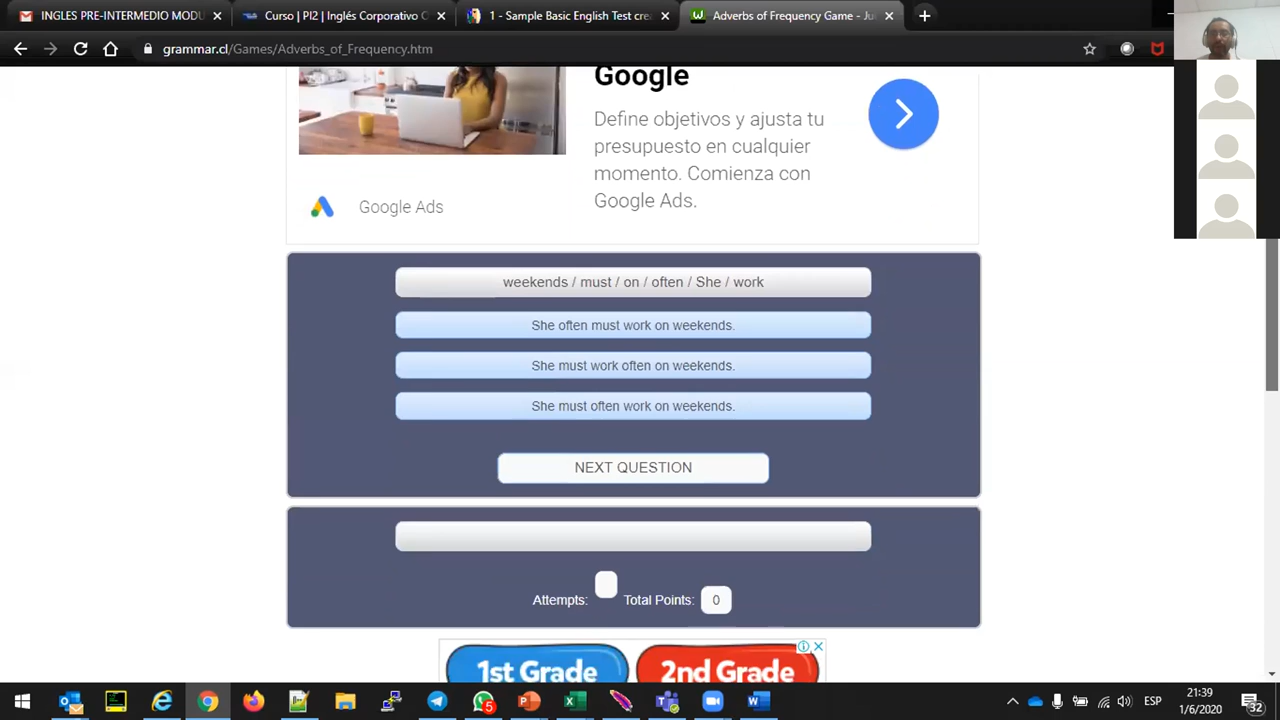 INGLES PRE-INTERMEDIO MODU
Curso | PI2 | Inglés Corporativo O
1 - Sample Basic English Test cre
Adverbs of Frequency Game - Ju
grammar.cl/Games/Adverbs_of_Frequency.htm
Google
Define objetivos y ajusta tu
presupuesto en cualquier
momento. Comienza con
Google Ads.
Google Ads
weekends / must / on / often / She / work
She often must work on weekends.
She must work often on weekends.
She must often work on weekends.
NEXT QUESTION
Attempts:
Total Points: 0
1st Grade
2nd Grade
5
ESP
21:39
1/6/2020
32